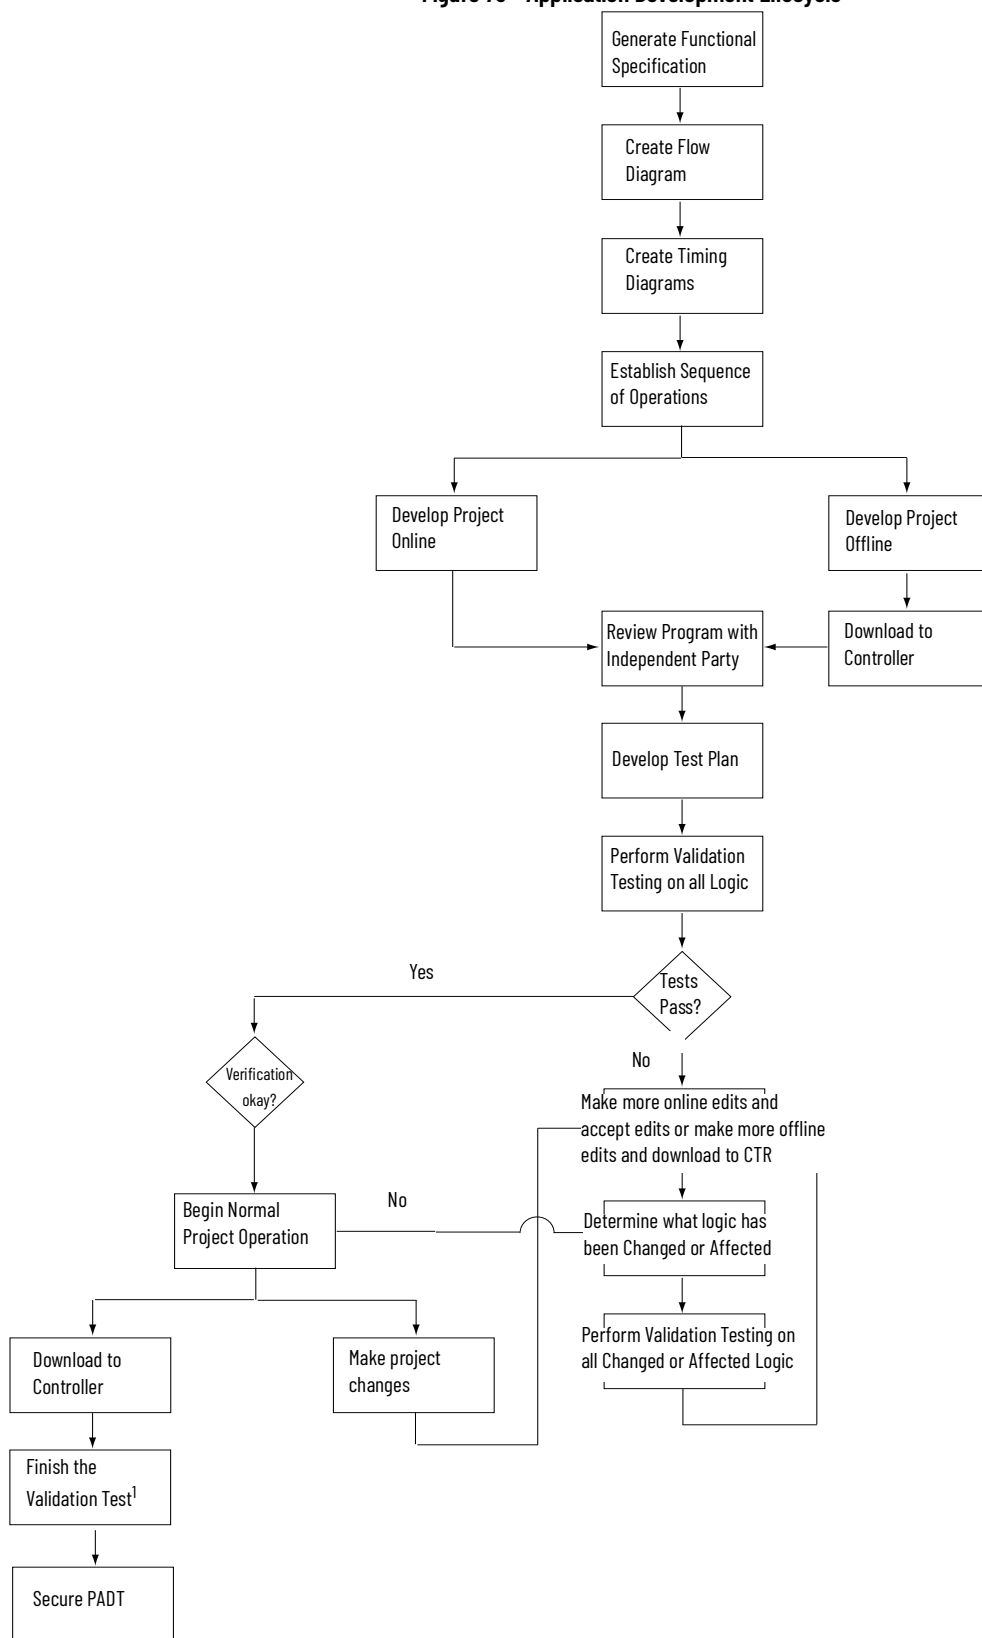 Generate Functional
Specification
Create Flow
Diagram
Create Timing
Diagrams
Establish Sequence
of Operations
Develop Project
Online
Develop Project
Offline
Review Program with
Independent Party
Download to
Controller
Develop Test Plan
Perform Validation
Testing on all Logic
Yes
Tests
Pass?
No
Verification
okay?
Make more online edits and
accept edits or make more offline
edits and download to CTR
Begin Normal
Project Operation
No
Determine what logic has
been Changed or Affected
Download to
Controller
Make project
changes
Perform Validation Testing on
all Changed or Affected Logic
Finish the
Validation Test1
Secure PADT